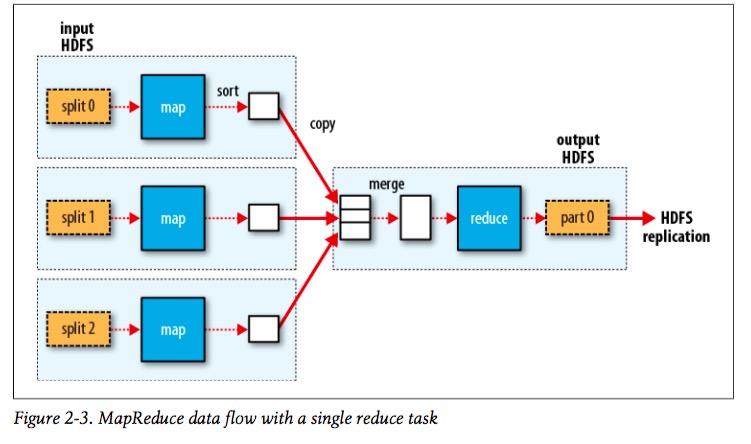 input
HDFS
split 0
map
sort
copy
split 1
map
split 2
map
merge
reduce
output
HDFS
part 0
HDFS
replication
Figure 2-3. MapReduce data flow with a single reduce task